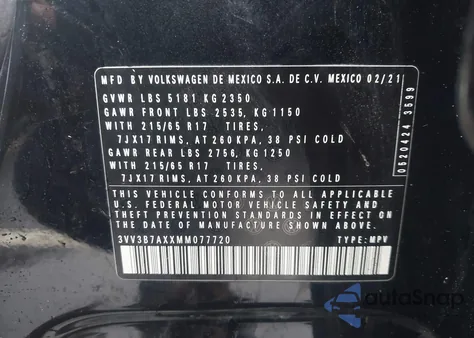 MFD BY VOLKSWAGEN DE MEXICO S.A. DE C.V. MEXICO 02/21
GVWR LBS 5181 KG 2350
GAWR FRONT LBS 2535, KG 1150
WITH 215/65 R17 TIRES,
7JX17 RIMS, AT 260 KPA, 38 PSI COLD
GAWR REAR LBS 2756, KG 1250
WITH 215/65 R17 TIRES,
7JX17 RIMS, AT 260 KPA, 38 PSI COLD
THIS VEHICLE CONFORMS TO ALL APPLICABLE
U.S. FEDERAL MOTOR VEHICLE SAFETY AND
THEFT PREVENTION STANDARDS IN EFFECT ON
THE DATE OF MANUFACTURE SHOWN ABOVE.
3VV3B7AXXMM077720 TYPE: MPV
0520424 3599
autoSnap